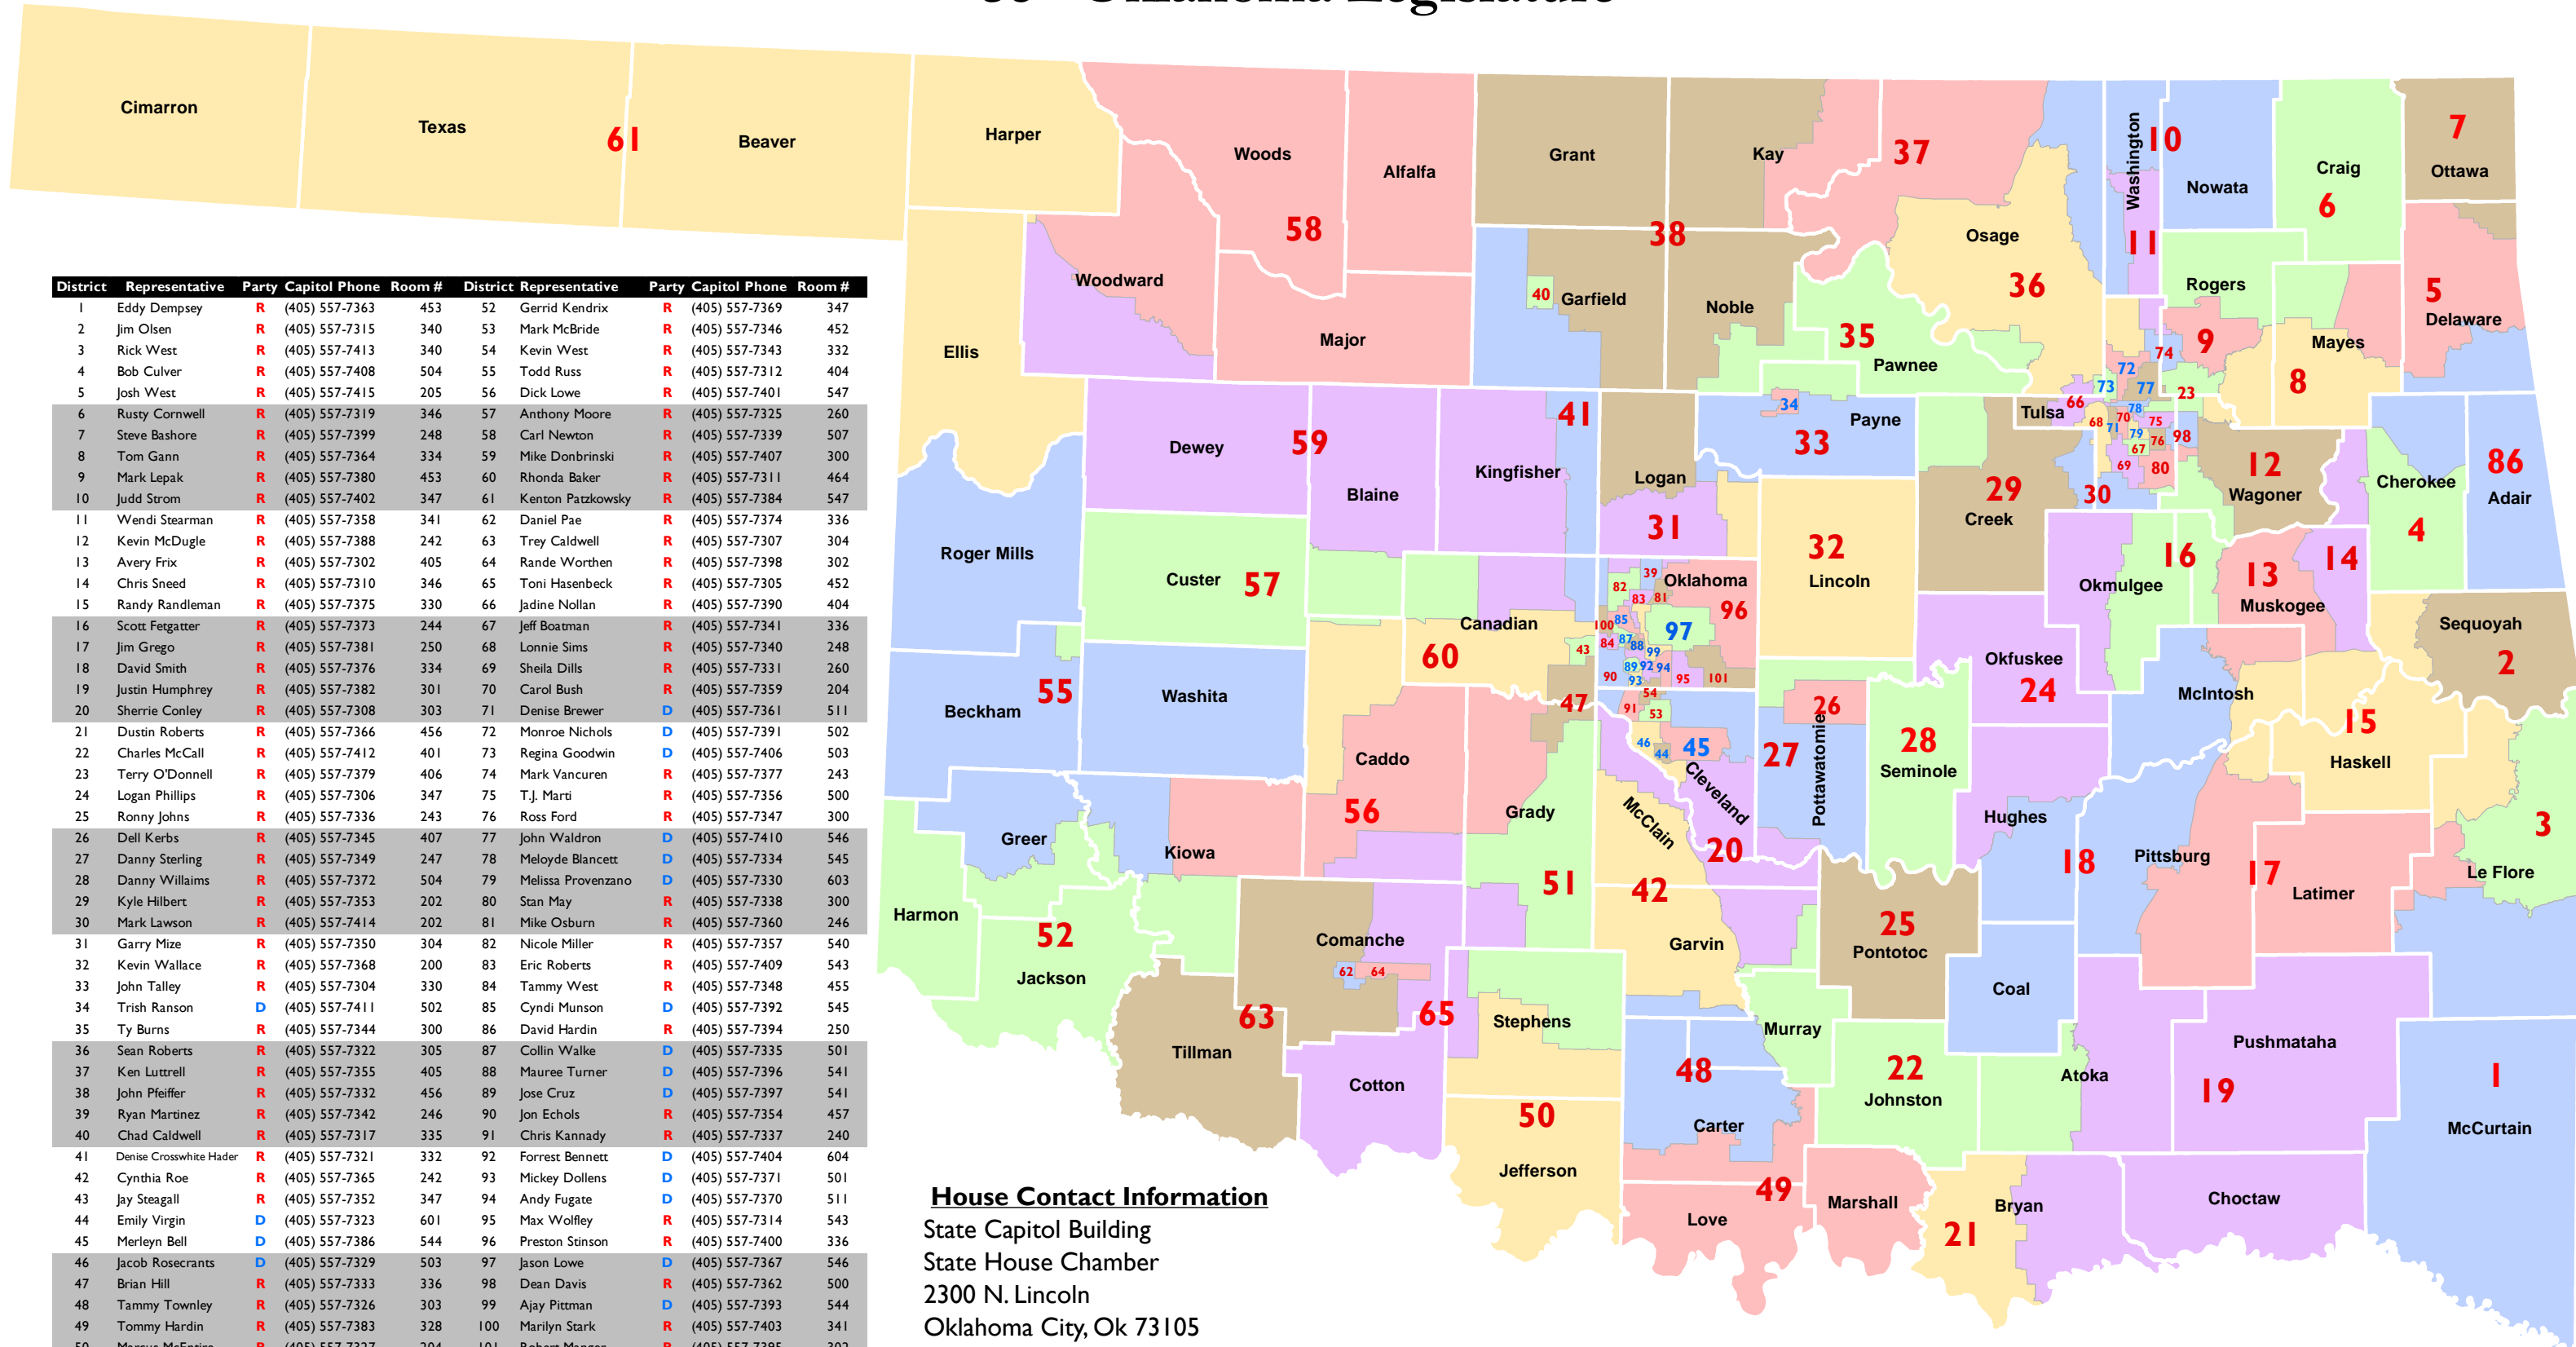 Oklahoma Legislature
District Representative Party Capitol Phone Room # District Representative Party Capitol Phone Room #
1 Eddy Dempsey R (405) 557-7363 453 52 Gerrid Kendrix R (405) 557-7369 347
2 Jim Olsen R (405) 557-7315 340 53 Mark McBride R (405) 557-7346 452
3 Rick West R (405) 557-7413 340 54 Kevin West R (405) 557-7343 332
4 Bob Culver R (405) 557-7408 504 55 Todd Russ R (405) 557-7312 404
5 Josh West R (405) 557-7415 205 56 Dick Lowe R (405) 557-7401 547
6 Rusty Cornwell R (405) 557-7319 346 57 Anthony Moore R (405) 557-7325 260
7 Steve Bashore R (405) 557-7399 248 58 Carl Newton R (405) 557-7339 507
8 Tom Gann R (405) 557-7364 334 59 Mike Donbrinski R (405) 557-7407 300
9 Mark Lepak R (405) 557-7380 453 60 Rhonda Baker R (405) 557-7311 464
10 Judd Strom R (405) 557-7402 347 61 Kenton Patzkowsky R (405) 557-7384 547
11 Wendi Stearman R (405) 557-7358 341 62 Daniel Pae R (405) 557-7374 336
12 Kevin McDugle R (405) 557-7388 242 63 Trey Caldwell R (405) 557-7307 304
13 Avery Frix R (405) 557-7302 405 64 Rande Worthen R (405) 557-7398 302
14 Chris Sneed R (405) 557-7310 346 65 Toni Hasenbeck R (405) 557-7305 452
15 Randy Randleman R (405) 557-7375 330 66 Jadine Nollan R (405) 557-7390 404
16 Scott Fetgatter R (405) 557-7373 244 67 Jeff Boatman R (405) 557-7341 336
17 Jim Grego R (405) 557-7381 250 68 Lonnie Sims R (405) 557-7340 248
18 David Smith R (405) 557-7376 334 69 Sheila Dills R (405) 557-7331 260
19 Justin Humphrey R (405) 557-7382 301 70 Carol Bush R (405) 557-7359 204
20 Sherrie Conley R (405) 557-7308 303 71 Denise Brewer D (405) 557-7361 511
21 Dustin Roberts R (405) 557-7366 456 72 Monroe Nichols D (405) 557-7391 502
22 Charles McCall R (405) 557-7412 401 73 Regina Goodwin D (405) 557-7406 503
23 Terry O'Donnell R (405) 557-7379 406 74 Mark Vancuren R (405) 557-7377 243
24 Logan Phillips R (405) 557-7306 347 75 T.J. Marti R (405) 557-7356 500
25 Ronny Johns R (405) 557-7336 243 76 Ross Ford R (405) 557-7347 300
26 Dell Kerbs R (405) 557-7345 407 77 John Waldron D (405) 557-7410 546
27 Danny Sterling R (405) 557-7349 247 78 Meloyde Blancett D (405) 557-7334 545
28 Danny Willaims R (405) 557-7372 504 79 Melissa Provenzano D (405) 557-7330 603
29 Kyle Hilbert R (405) 557-7353 202 80 Stan May R (405) 557-7338 300
30 Mark Lawson R (405) 557-7414 202 81 Mike Osburn R (405) 557-7360 246
31 Garry Mize R (405) 557-7350 304 82 Nicole Miller R (405) 557-7357 540
32 Kevin Wallace R (405) 557-7368 200 83 Eric Roberts R (405) 557-7409 543
33 John Talley R (405) 557-7304 330 84 Tammy West R (405) 557-7348 455
34 Trish Ranson D (405) 557-7411 502 85 Cyndi Munson D (405) 557-7392 545
35 Ty Burns R (405) 557-7344 300 86 David Hardin R (405) 557-7394 250
36 Sean Roberts R (405) 557-7322 305 87 Collin Walke D (405) 557-7335 501
37 Ken Luttrell R (405) 557-7355 405 88 Mauree Turner D (405) 557-7396 541
38 John Pfeiffer R (405) 557-7332 456 89 Jose Cruz D (405) 557-7397 541
39 Ryan Martinez R (405) 557-7342 246 90 Jon Echols R (405) 557-7354 457
40 Chad Caldwell R (405) 557-7317 335 91 Chris Kannady R (405) 557-7337 240
41 Denise Crosswhite Hader R (405) 557-7321 332 92 Forrest Bennett D (405) 557-7404 604
42 Cynthia Roe R (405) 557-7365 242 93 Mickey Dollens D (405) 557-7371 501
43 Jay Steagall R (405) 557-7352 347 94 Andy Fugate D (405) 557-7370 511
44 Emily Virgin D (405) 557-7323 601 95 Max Wolfley R (405) 557-7314 543
45 Merleyn Bell D (405) 557-7386 544 96 Preston Stinson R (405) 557-7400 336
46 Jacob Rosecrants D (405) 557-7329 503 97 Jason Lowe D (405) 557-7367 546
47 Brian Hill R (405) 557-7333 336 98 Dean Davis R (405) 557-7362 500
48 Tammy Townley R (405) 557-7326 303 99 Ajay Pittman D (405) 557-7393 544
49 Tommy Hardin R (405) 557-7383 328 100 Marilyn Stark R (405) 557-7403 341
Cimarron
Texas
61
Beaver
Harper
Woods
58
Alfalfa
Grant
Kay
37
38
Washington
10
11
Nowata
Craig
6
7
Ottawa
Ellis
Woodward
Major
40
Garfield
Noble
Osage
36
35
Pawnee
Rogers
9
Mayes
8
5
Delaware
74
72
73
77
23
66
Tulsa
68
70
71
78
75
79
98
76
67
69
80
30
Dewey
59
Blaine
Kingfisher
41
Logan
31
34
Payne
33
29
Creek
12
Wagoner
Cherokee
4
86
Adair
Roger Mills
Custer
57
Canadian
60
39
82
Oklahoma
83
81
96
100
85
97
84
87
88
43
99
89
92
94
90
93
95
101
32
Lincoln
Okmulgee
16
13
Muskogee
14
Sequoyah
2
Beckham
55
Washita
Caddo
56
47
54
91
53
46
44
45
Cleveland
26
27
Pottawatomie
28
Seminole
Okfuskee
24
McIntosh
15
Haskell
3
Le Flore
Greer
Kiowa
Grady
51
McClain
20
42
Hughes
18
Pittsburg
17
Latimer
Harmon
52
Jackson
Comanche
62
64
63
65
Tillman
Cotton
Stephens
Garvin
25
Pontotoc
Murray
Coal
48
22
Johnston
Atoka
Pushmataha
19
1
McCurtain
50
Jefferson
Carter
49
Love
Marshall
21
Bryan
Choctaw
House Contact Information
State Capitol Building
State House Chamber
2300 N. Lincoln
Oklahoma City, Ok 73105